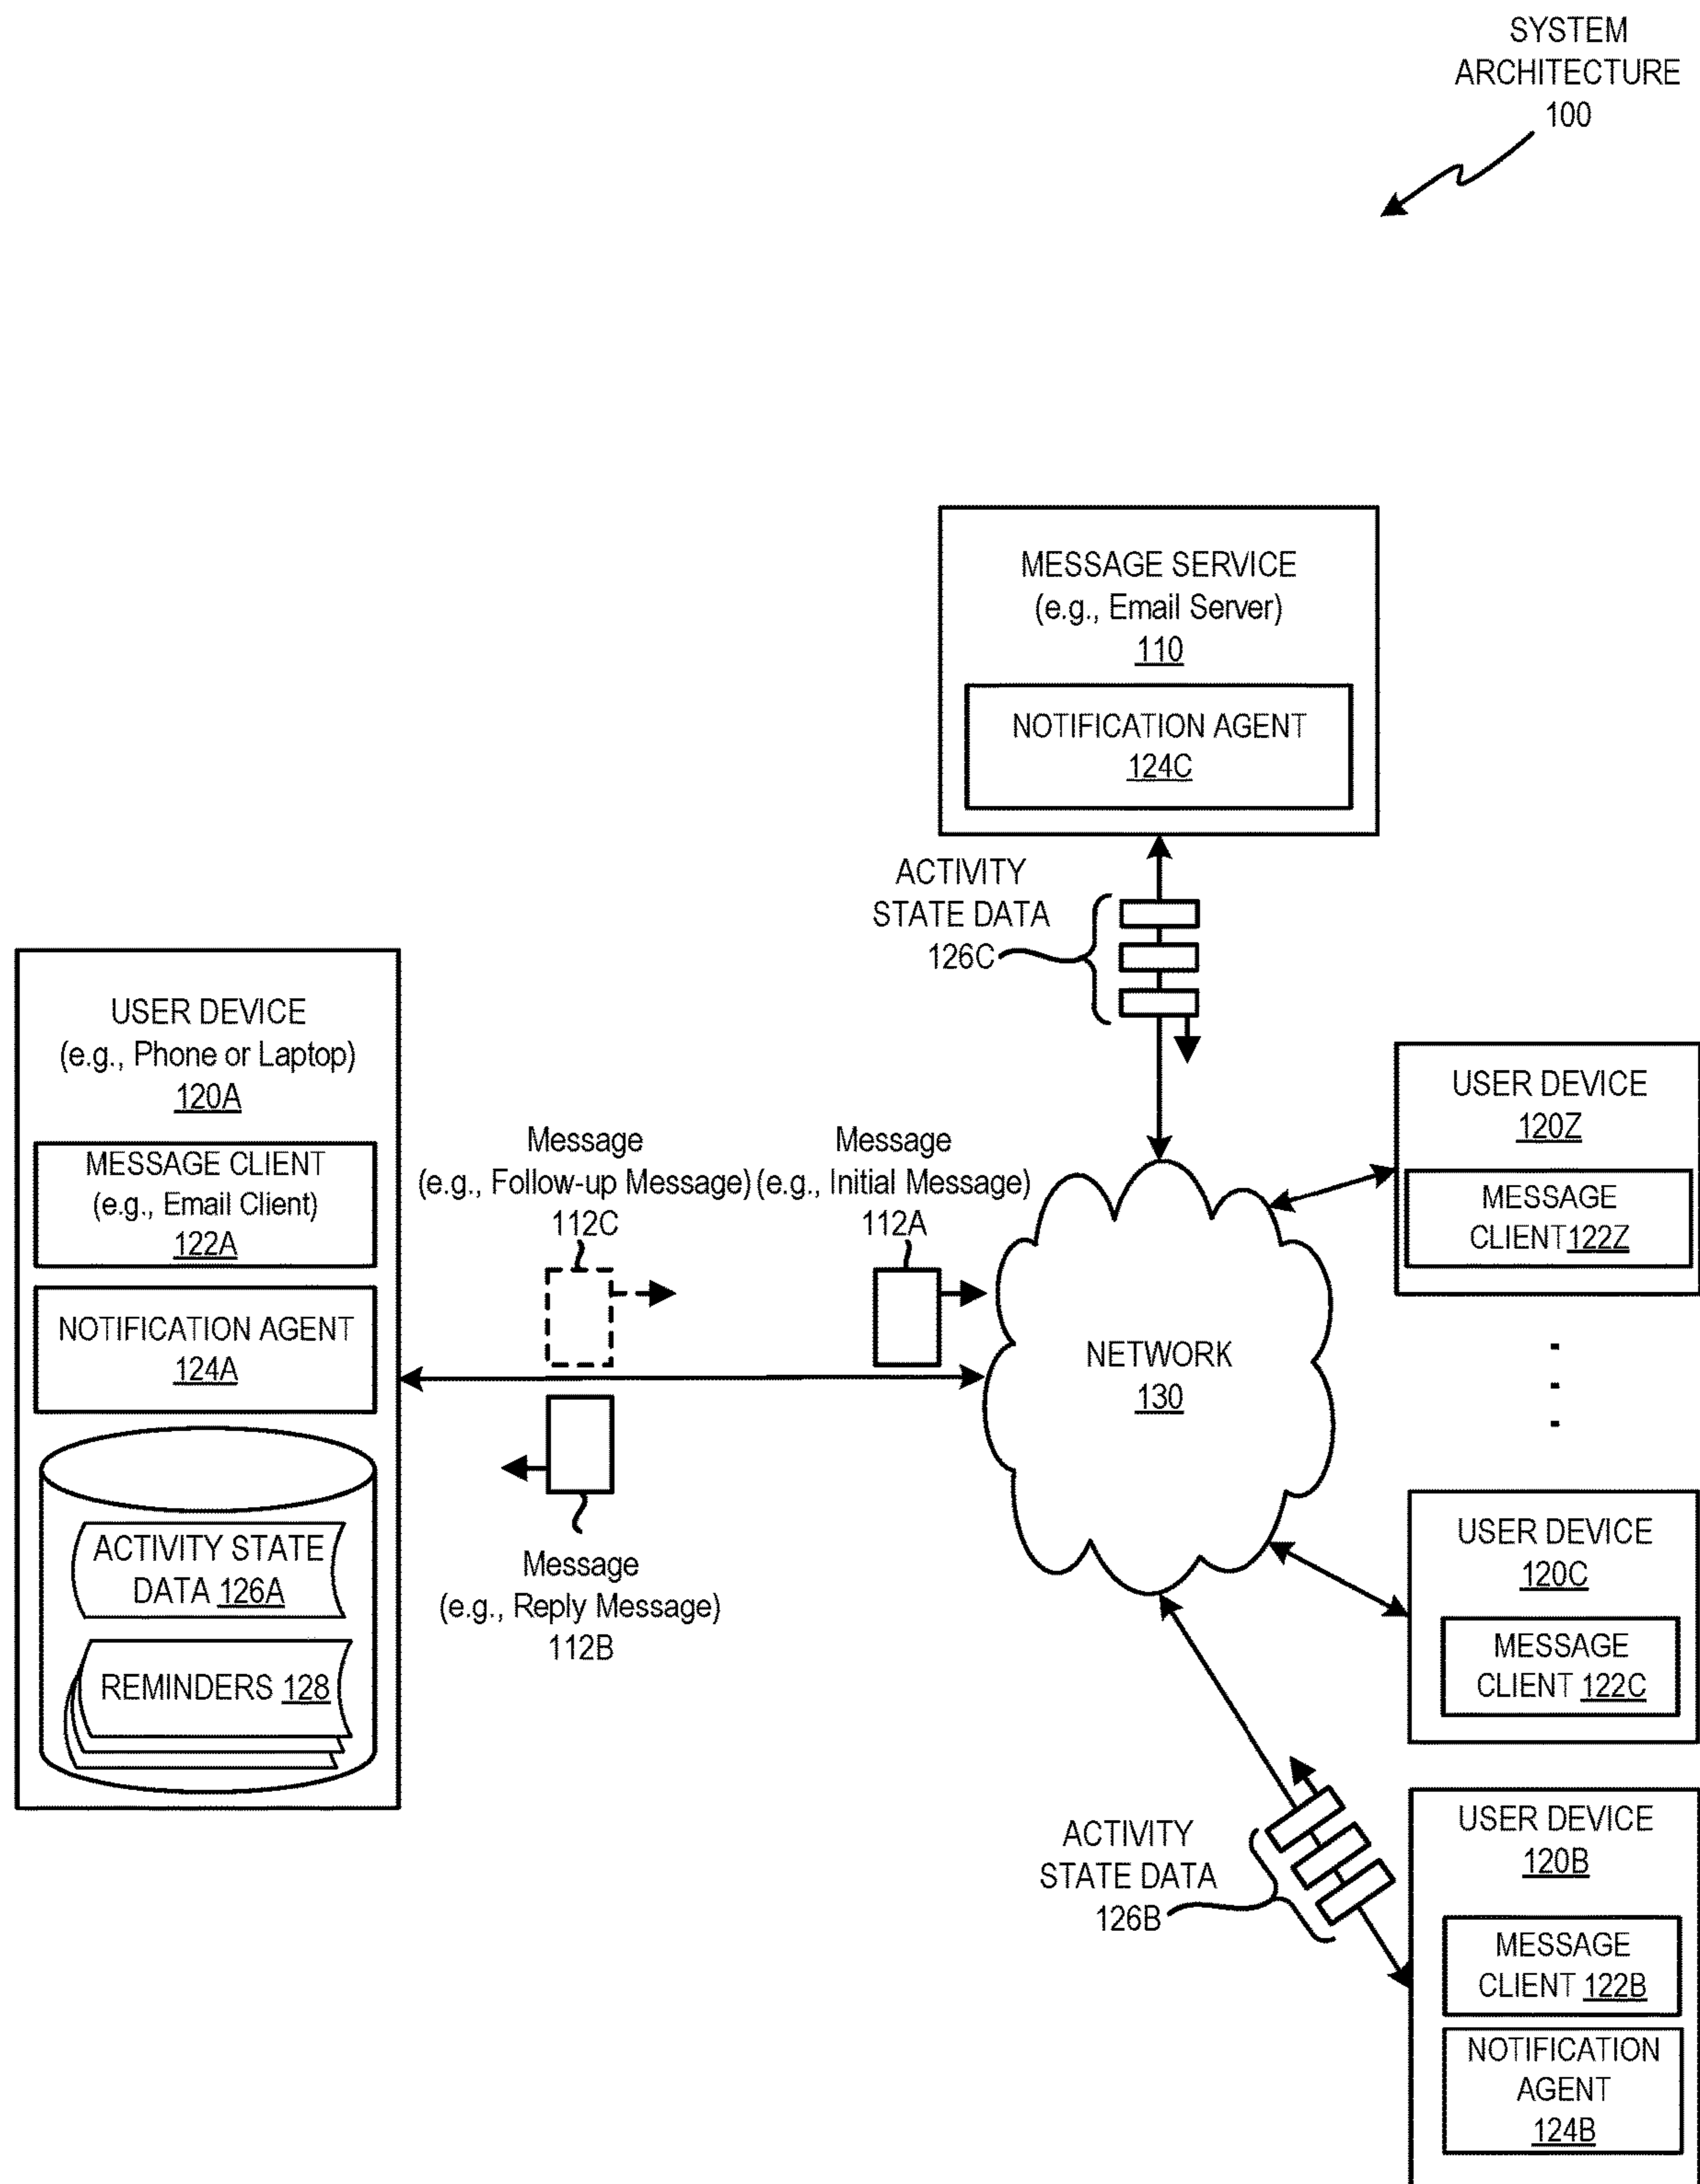 SYSTEM
ARCHITECTURE
100
MESSAGE SERVICE
(e.g., Email Server)
110
NOTIFICATION AGENT
124C
ACTIVITY
STATE DATA
126C
USER DEVICE
(e.g., Phone or Laptop)
120A
MESSAGE CLIENT
(e.g., Email Client)
122A
NOTIFICATION AGENT
124A
ACTIVITY STATE
DATA 126A
REMINDERS 128
Message
(e.g., Follow-up Message)
112C
Message
(e.g., Initial Message)
112A
Message
(e.g., Reply Message)
112B
NETWORK
130
USER DEVICE
120Z
MESSAGE
CLIENT 122Z
USER DEVICE
120C
MESSAGE
CLIENT 122C
ACTIVITY
STATE DATA
126B
USER DEVICE
120B
MESSAGE
CLIENT 122B
NOTIFICATION
AGENT
124B